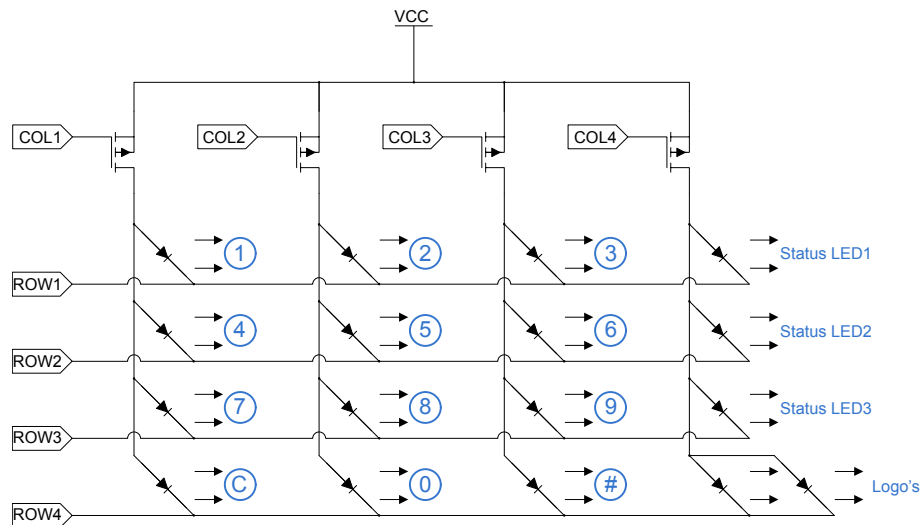 VCC
COL1
COL2
COL3
COL4
1
2
3
Status LED1
ROW1
4
5
6
Status LED2
ROW2
7
8
9
Status LED3
ROW3
C
0
#
Logo's
ROW4